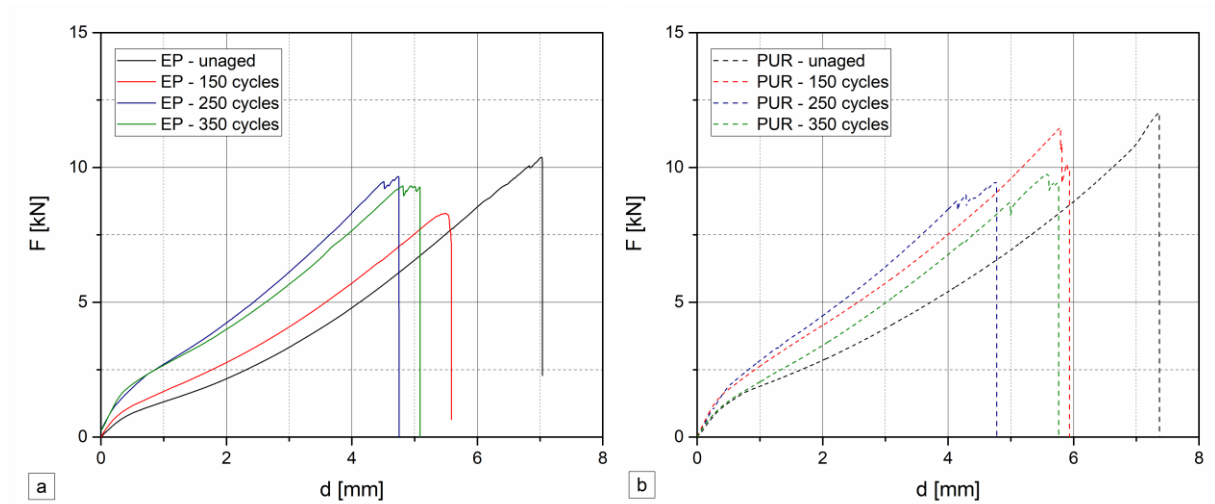 15
10
5
0
F [kN]
EP - unaged
EP - 150 cycles
EP - 250 cycles
EP - 350 cycles
0 2 4 6 8
d [mm]
a
15
10
5
0
F [kN]
PUR - unaged
PUR - 150 cycles
PUR - 250 cycles
PUR - 350 cycles
0 2 4 6 8
d [mm]
b